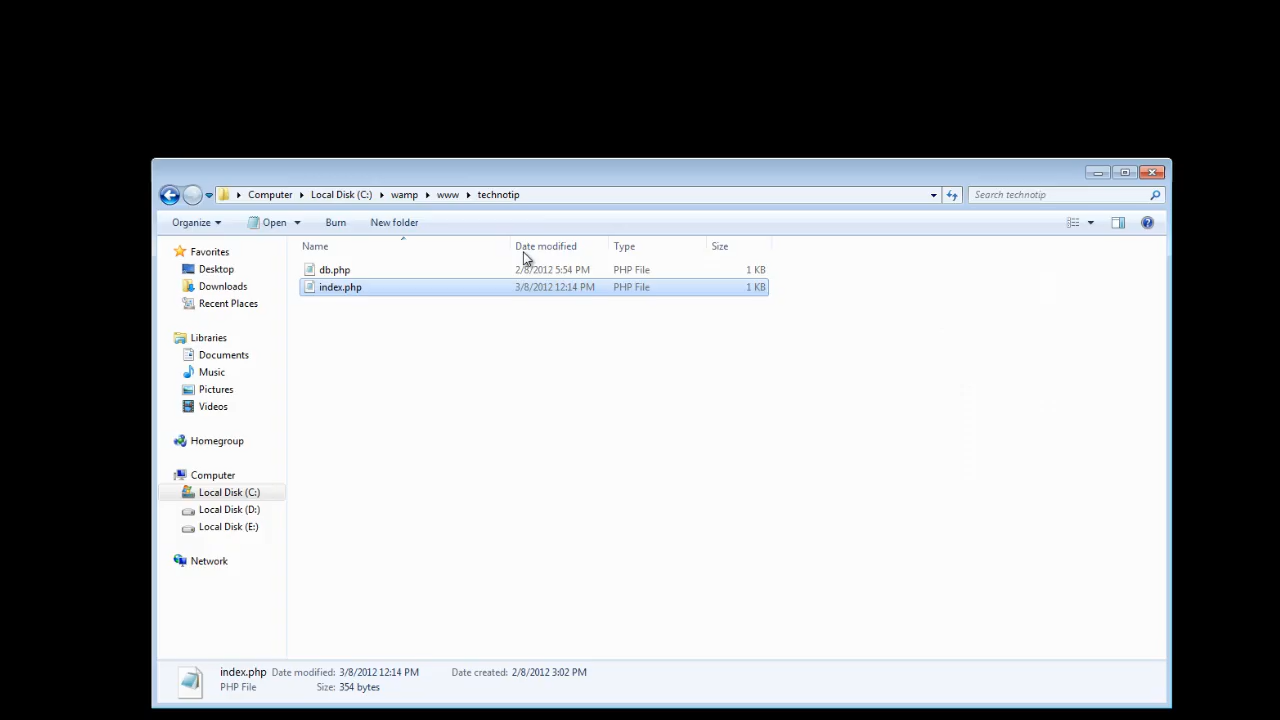 Computer Local Disk (C:) wamp www technotip Search technotip
Organize Open Burn New folder
Name Date modified Type Size
db.php 2/8/2012 5:54 PM PHP File 1 KB
index.php 3/8/2012 12:14 PM PHP File 1 KB
Favorites
Desktop
Downloads
Recent Places
Libraries
Documents
Music
Pictures
Videos
Homegroup
Computer
Local Disk (C:)
Local Disk (D:)
Local Disk (E:)
Network
index.php Date modified: 3/8/2012 12:14 PM Date created: 2/8/2012 3:02 PM
PHP File Size: 354 bytes